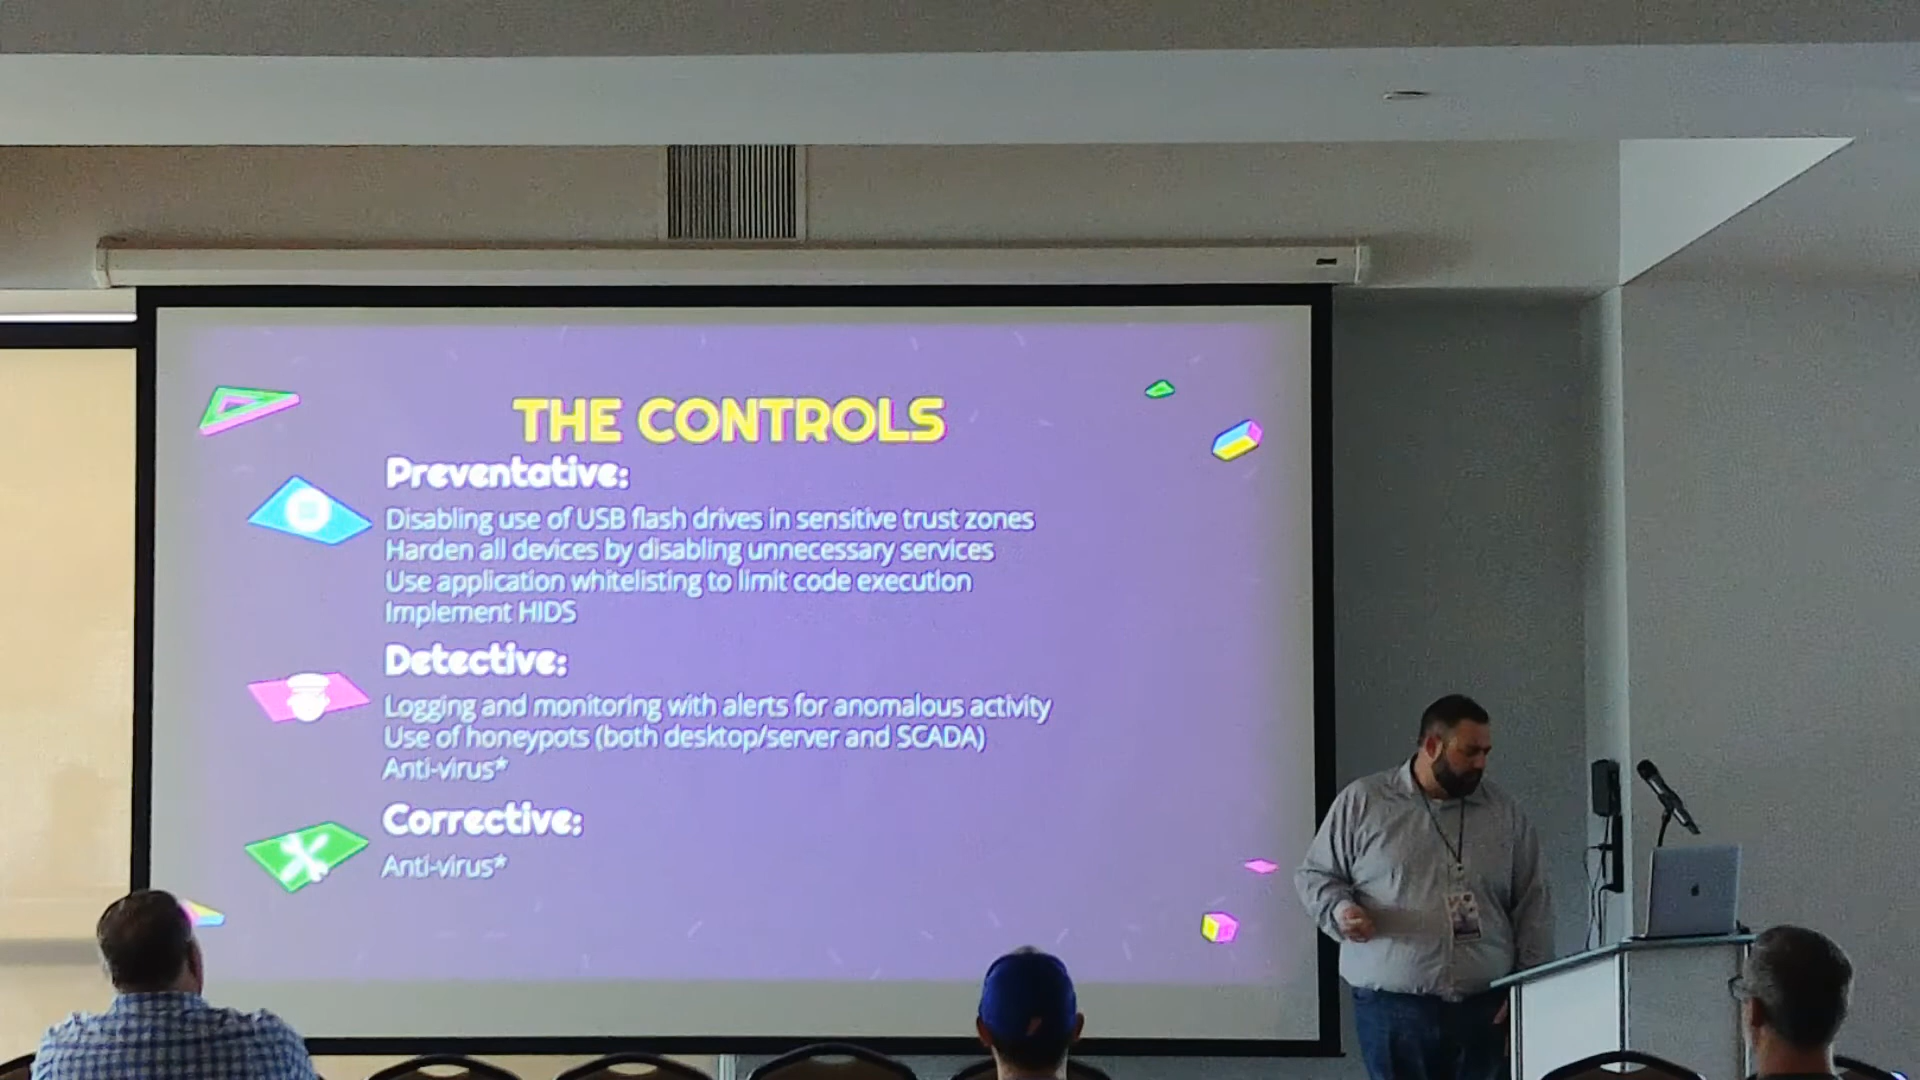 THE CONTROLS
Preventative:
Disabling use of USB flash drives in sensitive trust zones
Harden all devices by disabling unnecessary services
Use application whitelisting to limit code execution
Implement HIDS
Detective:
Logging and monitoring with alerts for anomalous activity
Use of honeypots (both desktop/server and SCADA)
Anti-virus*
Corrective:
Anti-virus*